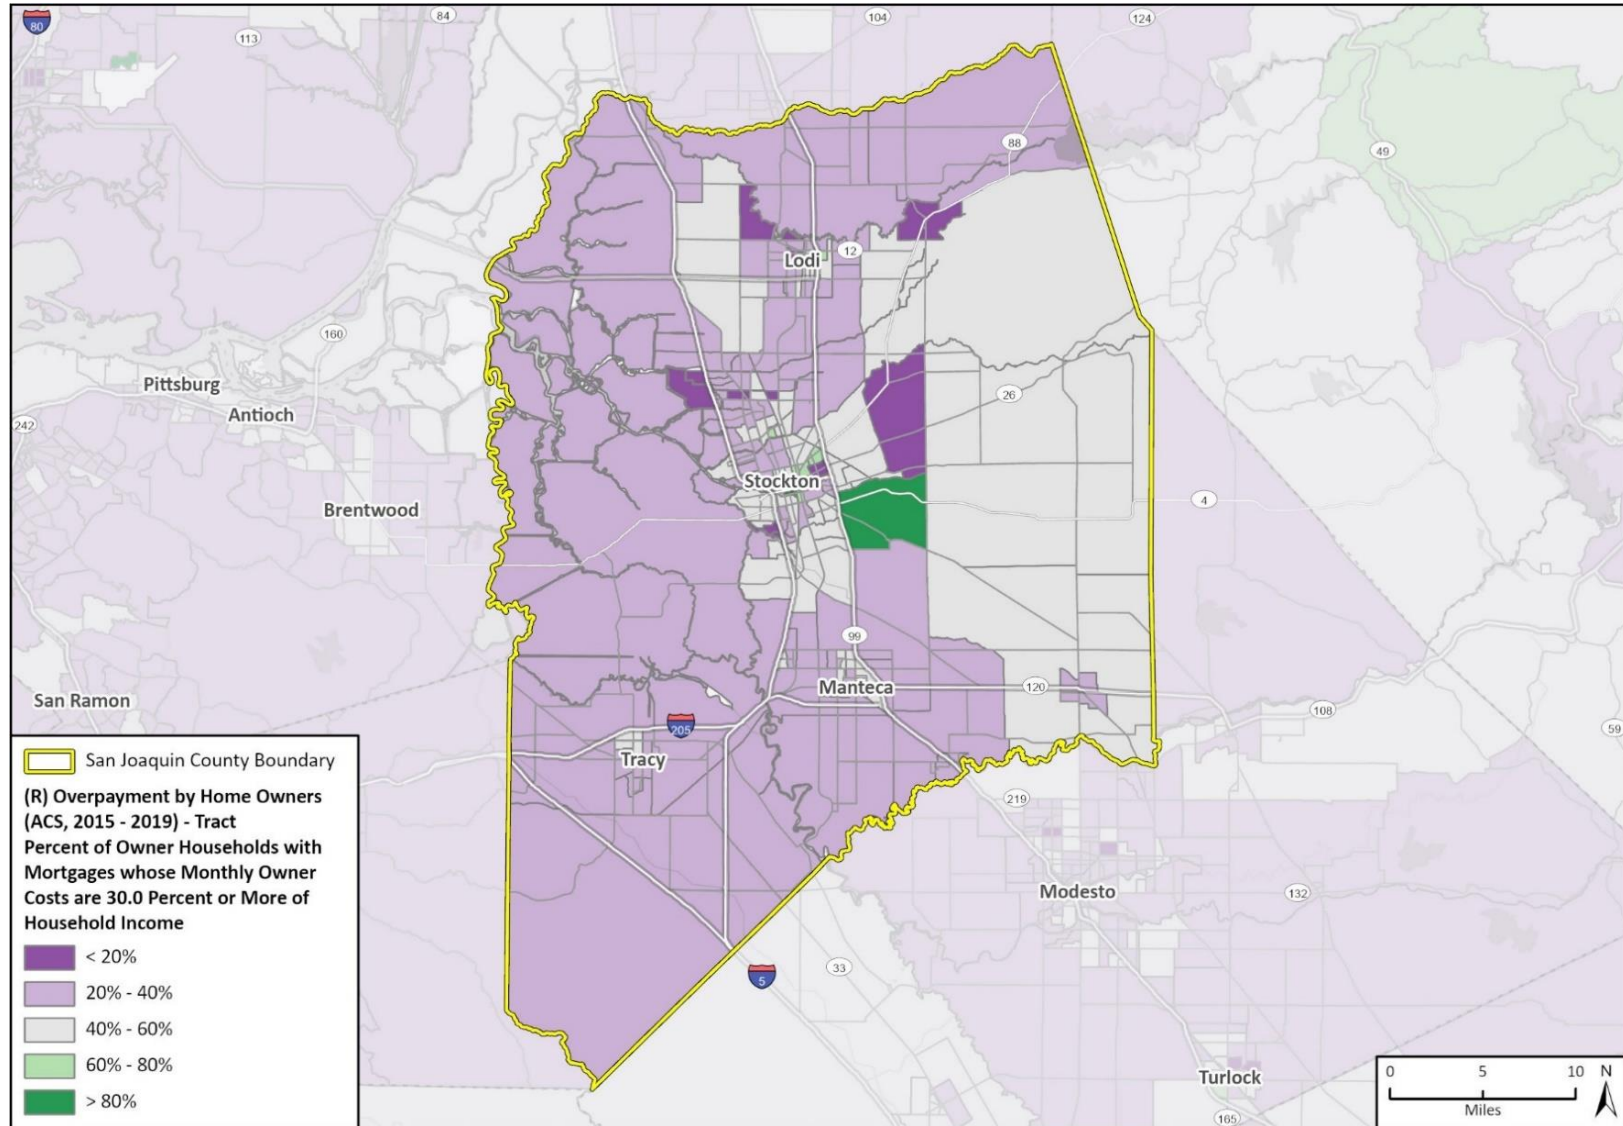 80
84
113
104
124
49
88
Lodi
12
160
Pittsburg
Antioch
242
26
Stockton
4
Brentwood
99
San Ramon
Manteca
120
108
59
205
Tracy
219
Modesto
132
33
5
Turlock
165
San Joaquin County Boundary
(R) Overpayment by Home Owners
(ACS, 2015 - 2019) - Tract
Percent of Owner Households with
Mortgages whose Monthly Owner
Costs are 30.0 Percent or More of
Household Income
< 20%
20% - 40%
40% - 60%
60% - 80%
> 80%
0 5 10 N
Miles